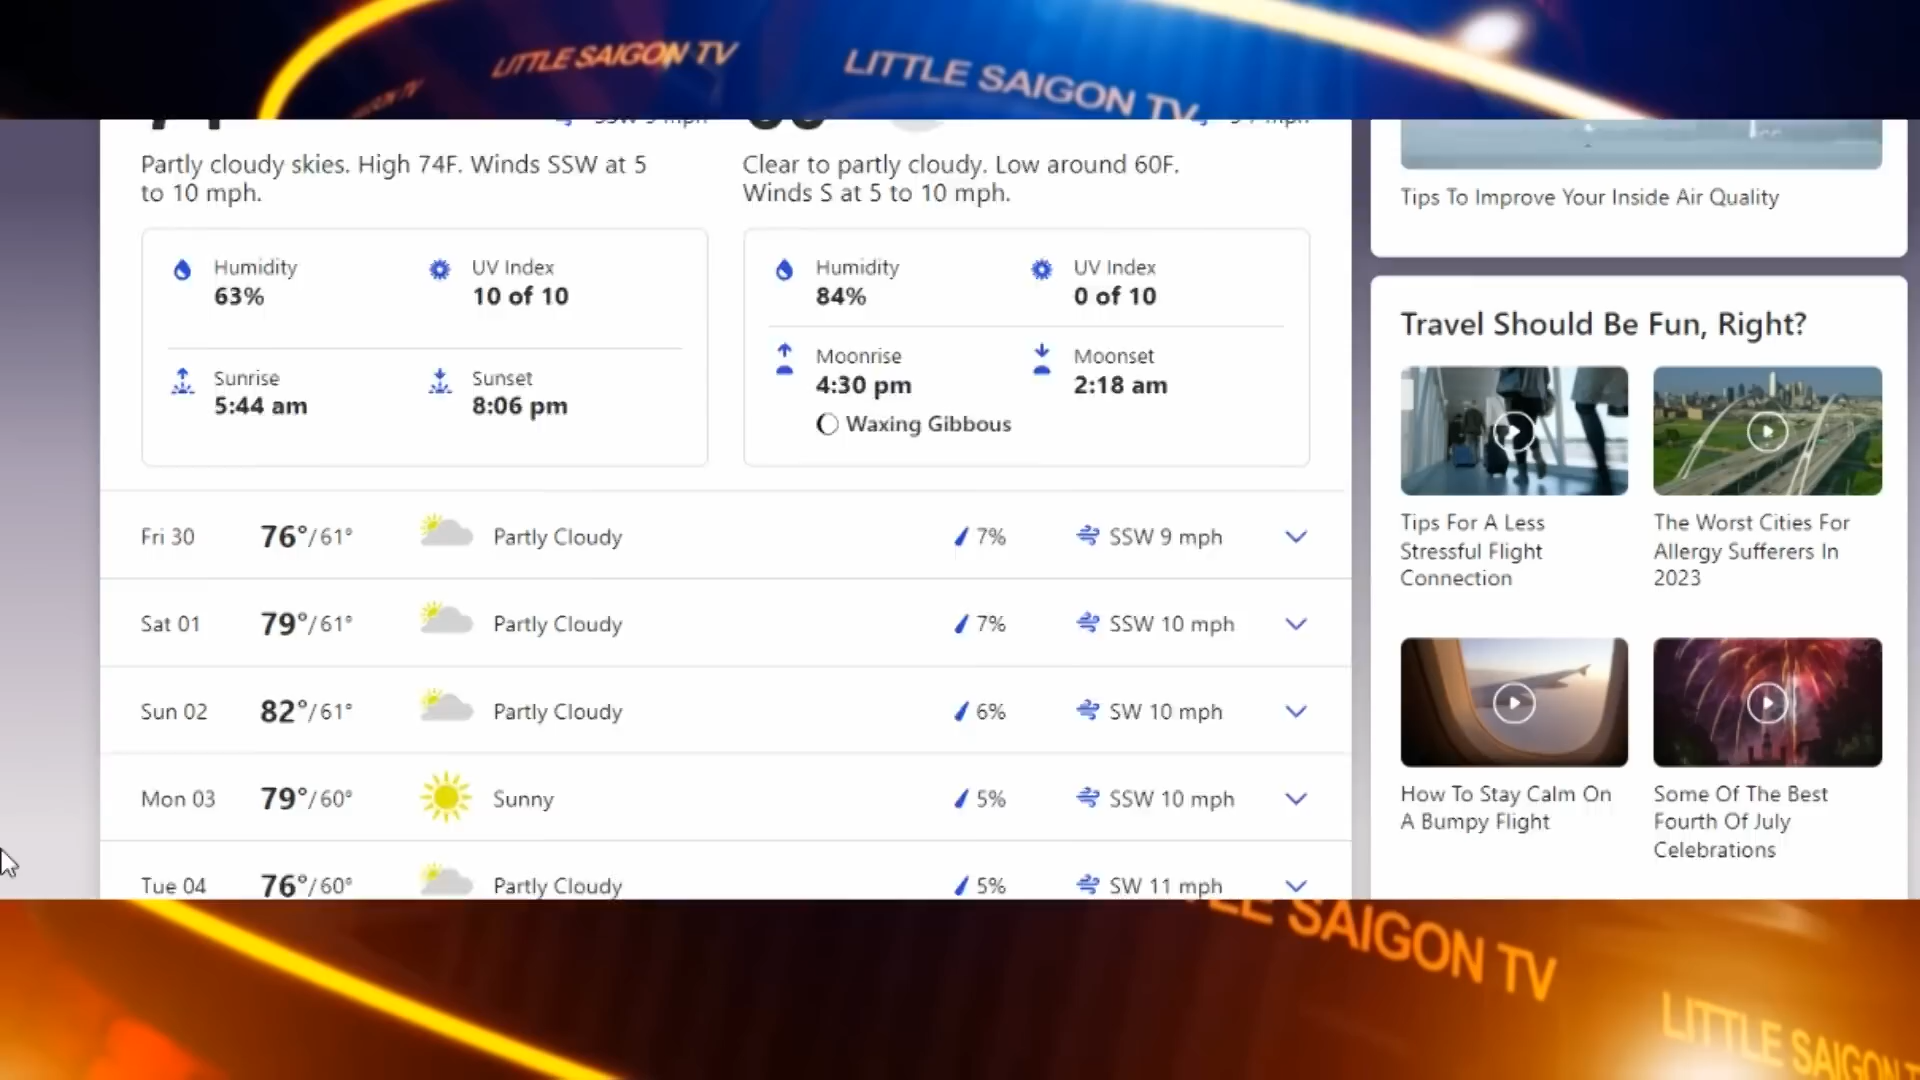 LITTLE SAIGON TV
LITTLE SAIGON TV
Partly cloudy skies. High 74F. Winds SSW at 5
to 10 mph.
Clear to partly cloudy. Low around 60F.
Winds S at 5 to 10 mph.
Humidity
63%
UV Index
10 of 10
Sunrise
5:44 am
Sunset
8:06 pm
Humidity
84%
UV Index
0 of 10
Moonrise
4:30 pm
Waxing Gibbous
Moonset
2:18 am
Fri 30 76°/61° Partly Cloudy 7% SSW 9 mph
Sat 01 79°/61° Partly Cloudy 7% SSW 10 mph
Sun 02 82°/61° Partly Cloudy 6% SW 10 mph
Mon 03 79°/60° Sunny 5% SSW 10 mph
Tue 04 76°/60° Partly Cloudy 5% SW 11 mph
Tips To Improve Your Inside Air Quality
Travel Should Be Fun, Right?
Tips For A Less
Stressful Flight
Connection
The Worst Cities For
Allergy Sufferers In
2023
How To Stay Calm On
A Bumpy Flight
Some Of The Best
Fourth Of July
Celebrations
SAIGON TV
LITTLE SAIGON